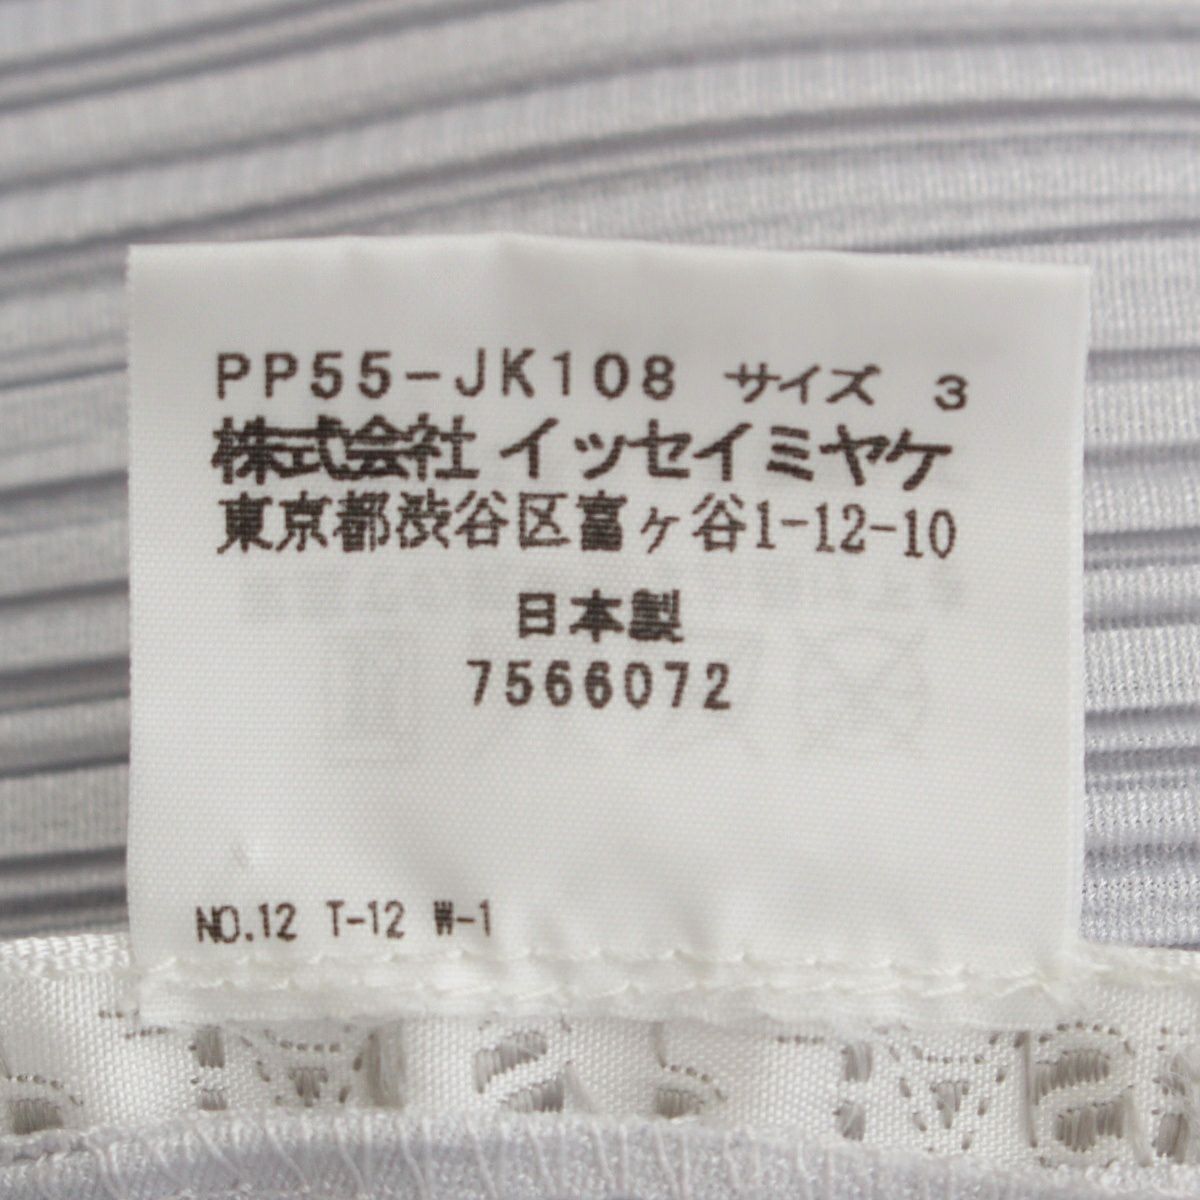 PP55-JK108 サイズ 3
株式会社イッセイミヤケ
東京都渋谷区富ヶ谷1-12-10
日本製
7566072
NO.12 T-12 W-1